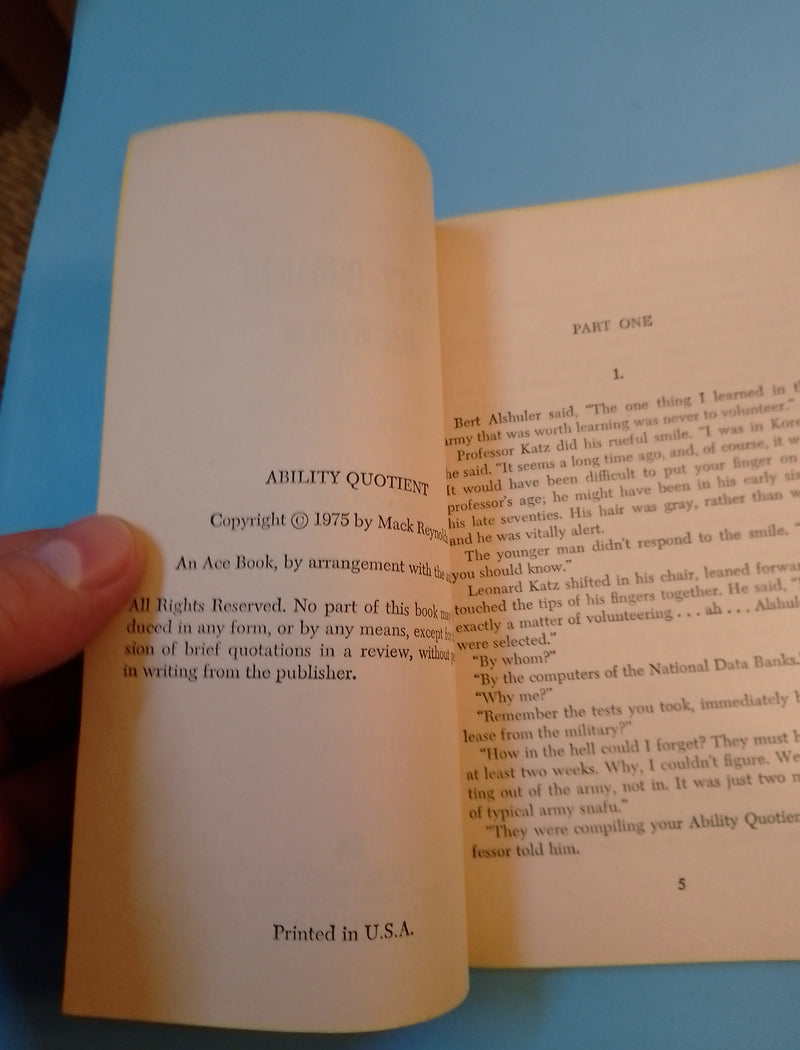 ABILITY QUOTIENT
Copyright © 1975 by Mack Reynolds
An Ace Book, by arrangement with the
All Rights Reserved. No part of this book may
duced in any form, or by any means, except for
sion of brief quotations in a review, without
in writing from the publisher.
Printed in U.S.A.
PART ONE
1.
Bert Alshuler said, “The one thing I learned in
army that was worth learning was never to volunteer.”
Professor Katz did his rueful smile. “I was in
he said. “It seems a long time ago, and, of course, it
It would have been difficult to put your finger on
professor’s age; he might have been in his early
his late seventies. His hair was gray, rather than
and he was vitally alert.
The younger man didn’t respond to the smile.
you should know.”
Leonard Katz shifted in his chair, leaned
touched the tips of his fingers together. He said,
exactly a matter of volunteering . . . ah . . .
were selected.”
“By whom?”
“By the computers of the National Data Banks.
“Why me?”
“Remember the tests you took, immediately
lease from the military?”
“How in the hell could I forget? They must
at least two weeks. Why, I couldn’t figure.
ting out of the army, not in. It was just two
of typical army snafu.”
“They were compiling your Ability
fessor told him.
5